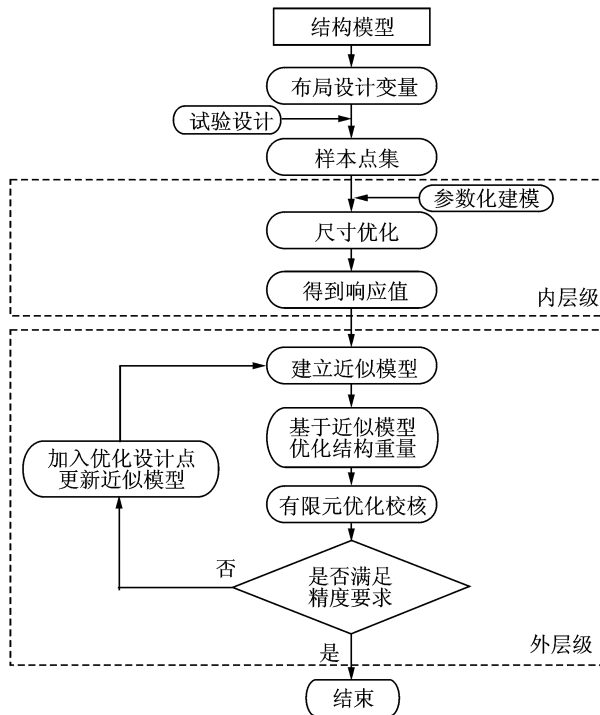 结构模型
布局设计变量
试验设计
样本点集
参数化建模
尺寸优化
得到响应值
内层级
建立近似模型
基于近似模型
优化结构重量
加入优化设计点
更新近似模型
有限元优化校核
否
是否满足
精度要求
外层级
是
结束